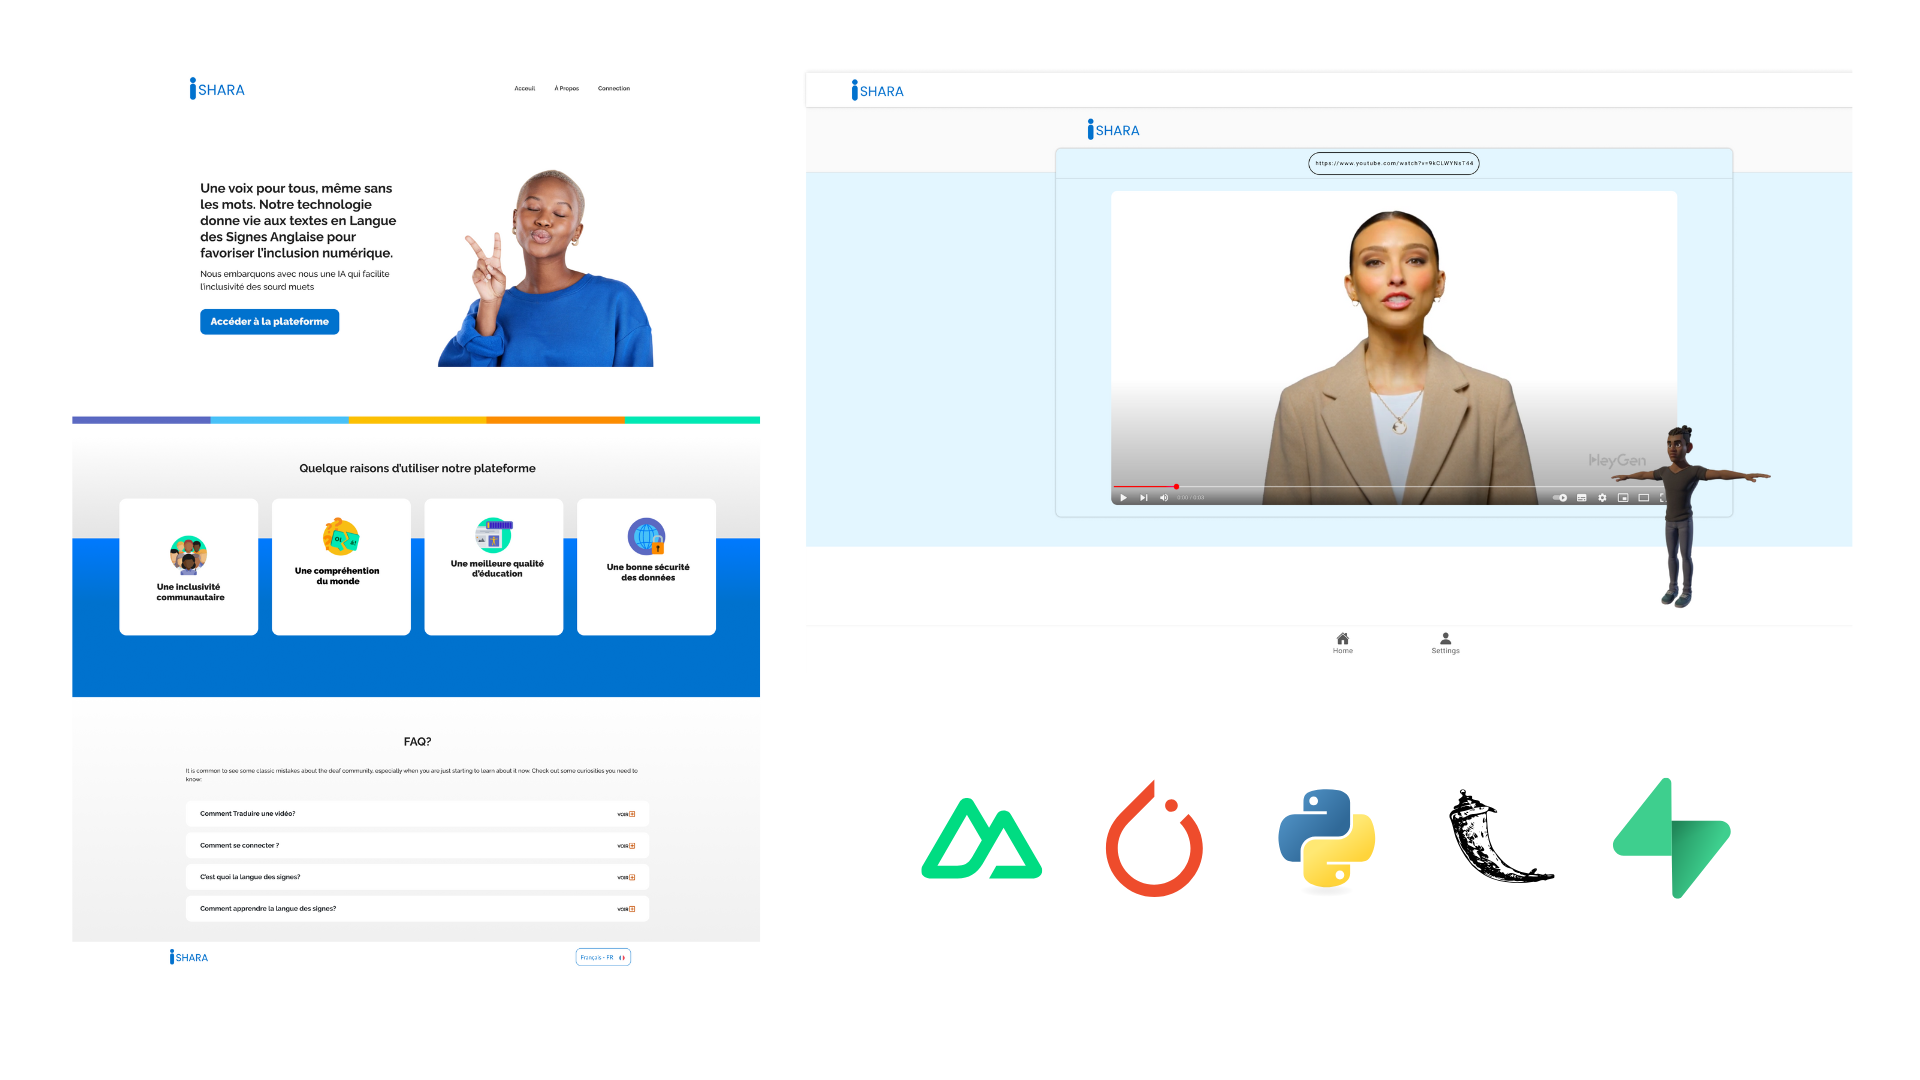 iSHARA
Acceuil À Propos Connection
Une voix pour tous, même sans
les mots. Notre technologie
donne vie aux textes en Langue
des Signes Anglaise pour
favoriser l'inclusion numérique.
Nous embarquons avec nous une IA qui facilite
l'inclusivité des sourd muets
Accéder à la plateforme
Quelque raisons d'utiliser notre plateforme
Une inclusivité
communautaire
Une compréhention
du monde
Une meilleure qualité
d'éducation
Une bonne sécurité
des données
FAQ?
It is common to see some classic mistakes about the deaf community, especially when you are just starting to learn about it now. Check out some curiosities you need to
know:
Comment Traduire une vidéo? VOIR
Comment se connecter ? VOIR
C'est quoi la langue des signes? VOIR
Comment apprendre la langue des signes? VOIR
iSHARA
Français - FR
iSHARA
iSHARA
https://www.youtube.com/watch?v=9kCLWYNnT44
HeyGen
0:00 / 0:00
Home Settings